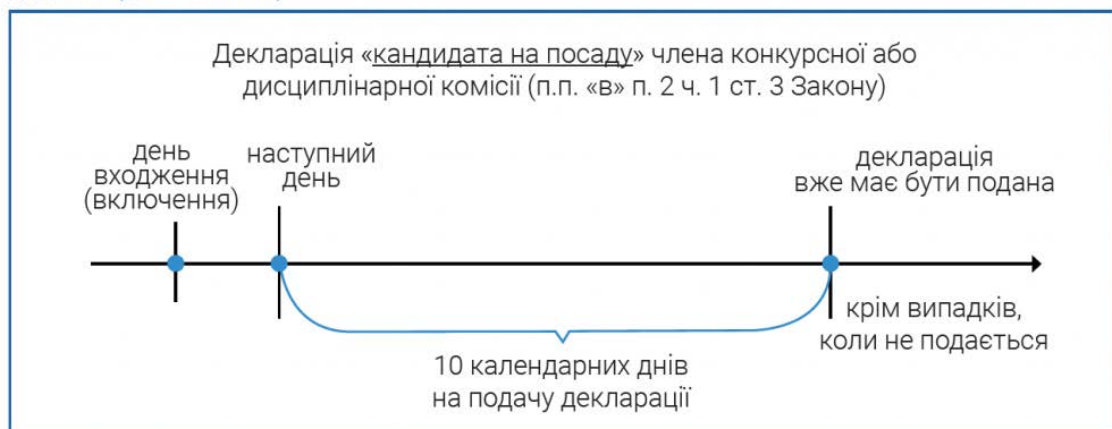 Декларація «кандидата на посаду» члена конкурсної або
дисциплінарної комісії (п.п. «в» п. 2 ч. 1 ст. 3 Закону)
день
входження
(включення)
наступний
день
декларація
вже має бути подана
крім випадків,
коли не подається
10 календарних днів
на подачу декларації